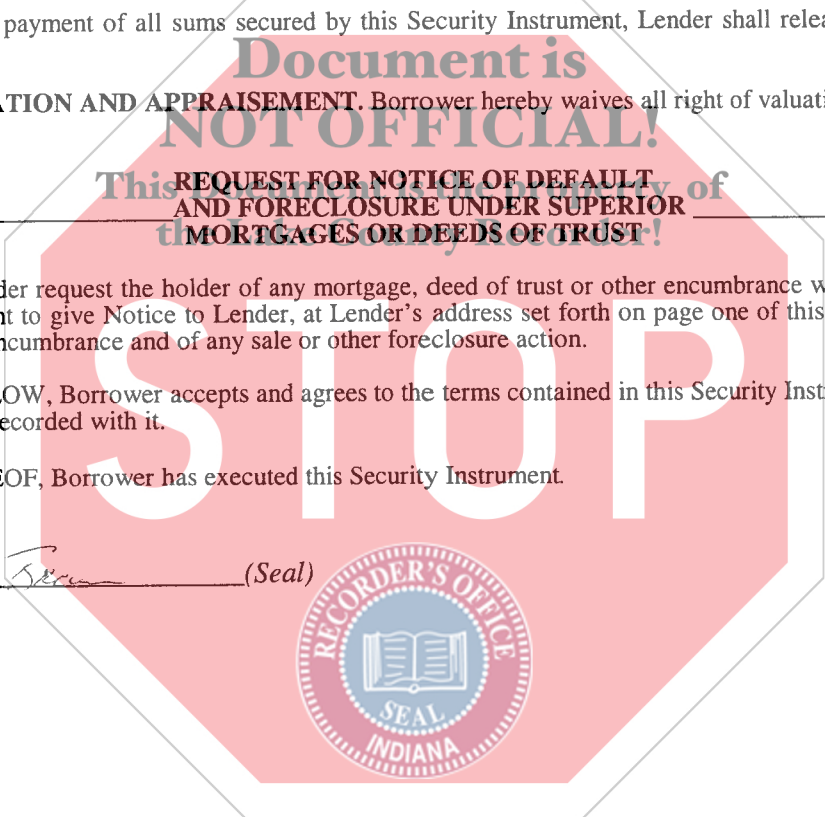 payment of all sums secured by this Security Instrument, Lender shall relea
Document is
ATION AND APPRAISEMENT. Borrower hereby waives all right of valuati
NOT OFFICIAL!
REQUEST FOR NOTICE OF DEFAULT
This Document is the property of
AND FORECLOSURE UNDER SUPERIOR
MORTGAGES OR DEEDS OF TRUST
the Lake County Recorder!
der request the holder of any mortgage, deed of trust or other encumbrance w
nt to give Notice to Lender, at Lender's address set forth on page one of this
ncumbrance and of any sale or other foreclosure action.
STOP
LOW, Borrower accepts and agrees to the terms contained in this Security Inst
ecorded with it.
EOF, Borrower has executed this Security Instrument.
(Seal)
RECORDER'S OFFICE
SEAL
INDIANA